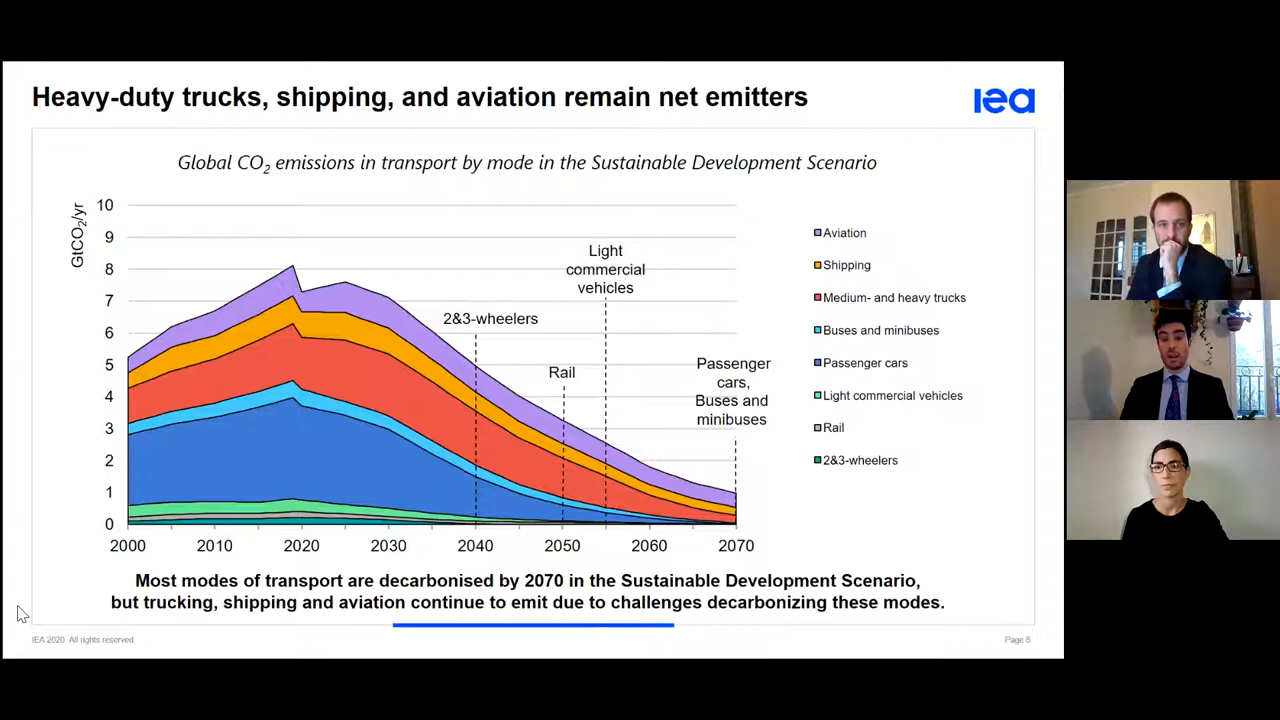 Heavy-duty trucks, shipping, and aviation remain net emitters
iea
Global CO₂ emissions in transport by mode in the Sustainable Development Scenario
GtCO₂/yr
10
9
8
7
6
5
4
3
2
1
0
2000 2010 2020 2030 2040 2050 2060 2070
2&3-wheelers
Rail
Light
commercial
vehicles
Passenger
cars,
Buses and
minibuses
Aviation
Shipping
Medium- and heavy trucks
Buses and minibuses
Passenger cars
Light commercial vehicles
Rail
2&3-wheelers
Most modes of transport are decarbonised by 2070 in the Sustainable Development Scenario,
but trucking, shipping and aviation continue to emit due to challenges decarbonizing these modes.
IEA 2020. All rights reserved.
Page 8